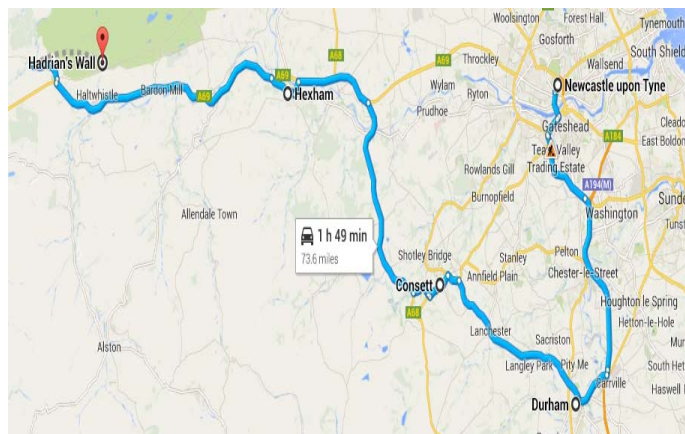 Woolsington
Forest Hall
Tynemouth
A68
Gosforth
A69
Throckley
Wallsend
South Shield
Hadrian's Wall
Haltwhistle
Bardon Mill
A69
A69
Hexham
Wylam
Ryton
Newcastle upon Tyne
Prudhoe
Gateshead
A184
East Boldon
Team Valley
Trading Estate
Rowlands Gill
A194(M)
Burnopfield
Washington
Allendale Town
1 h 49 min
73.6 miles
Shotley Bridge
Stanley
Pelton
Annfield Plain
Chester-le-Street
Consett
Houghton le Spring
A68
Hetton-le-Hole
Lanchester
Sacriston
Alston
Langley Park
Pity Me
South Het
Carrville
Haswell
Durham